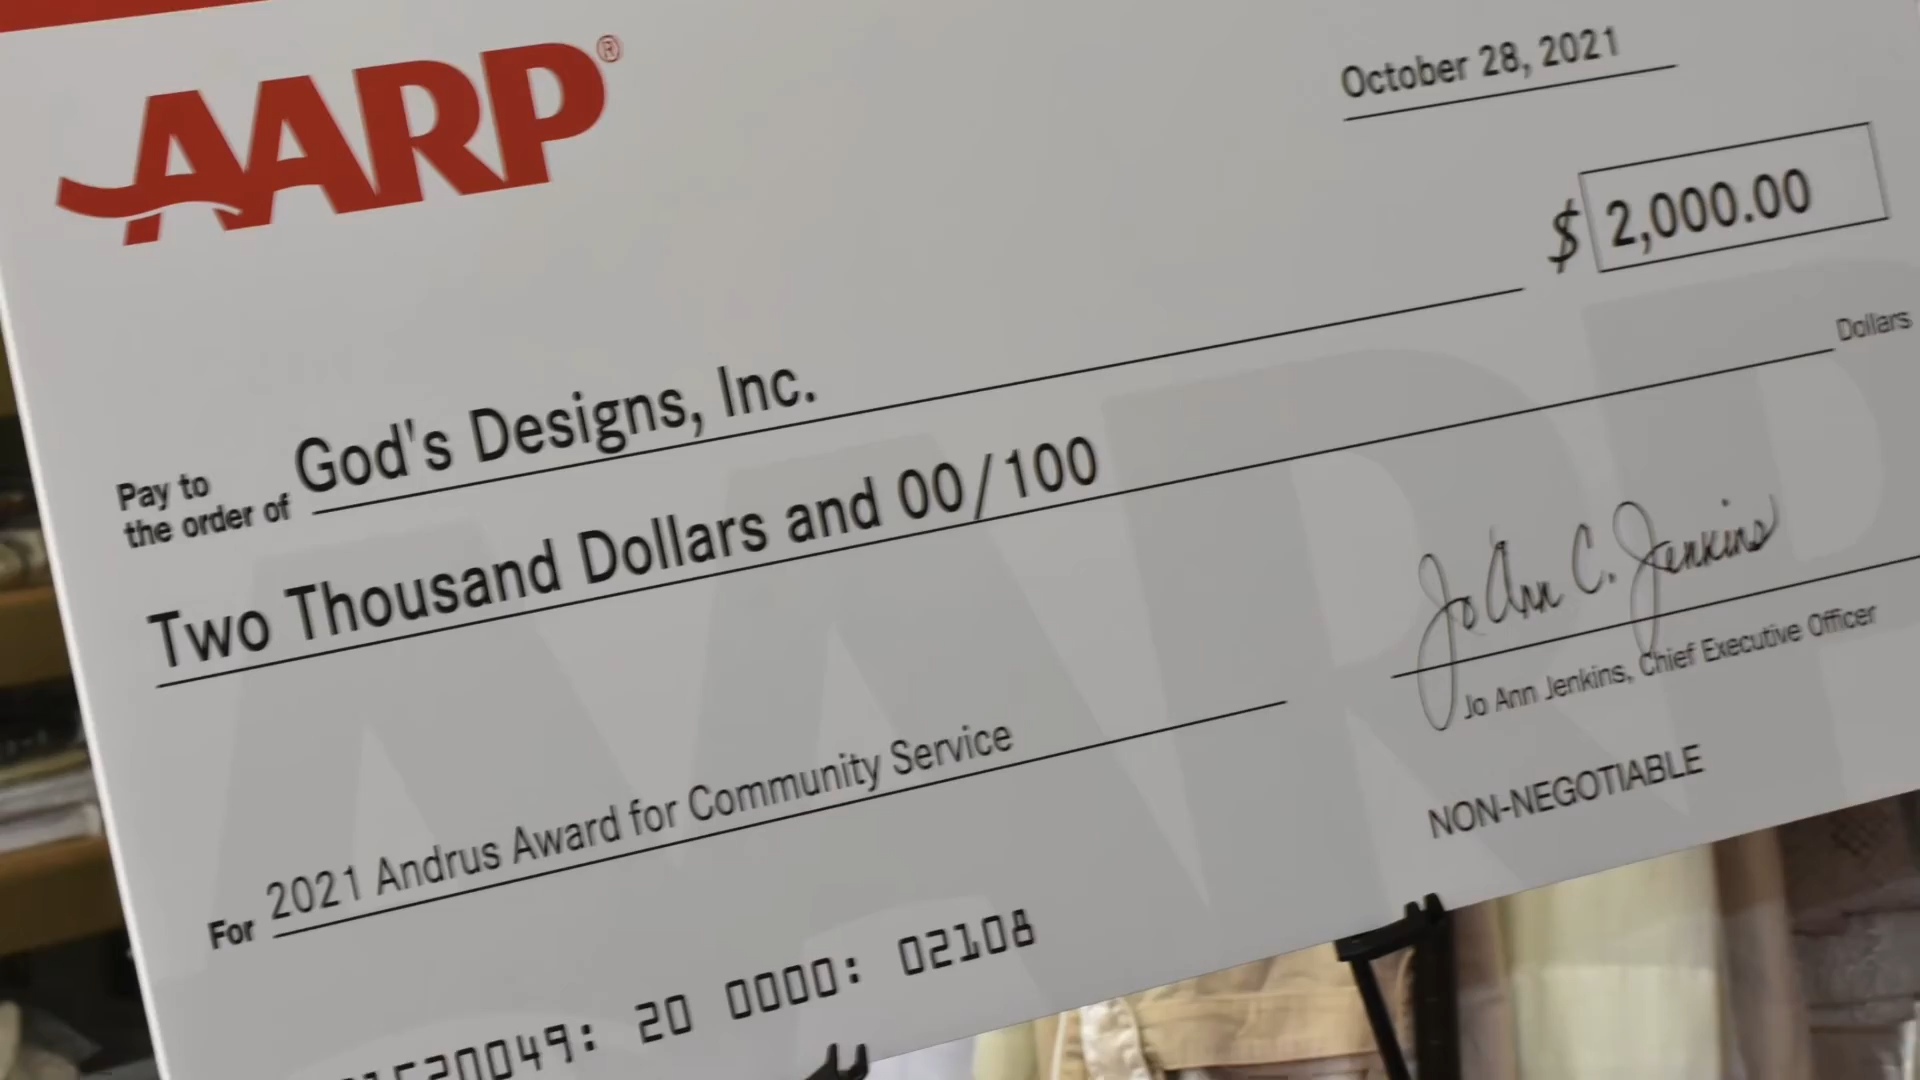 AARP®
October 28, 2021
$ 2,000.00
Pay to
the order of God's Designs, Inc.
Two Thousand Dollars and 00/100 Dollars
Jo Ann C. Jenkins
Jo Ann Jenkins, Chief Executive Officer
For 2021 Andrus Award for Community Service
NON-NEGOTIABLE
20 0000: 02108